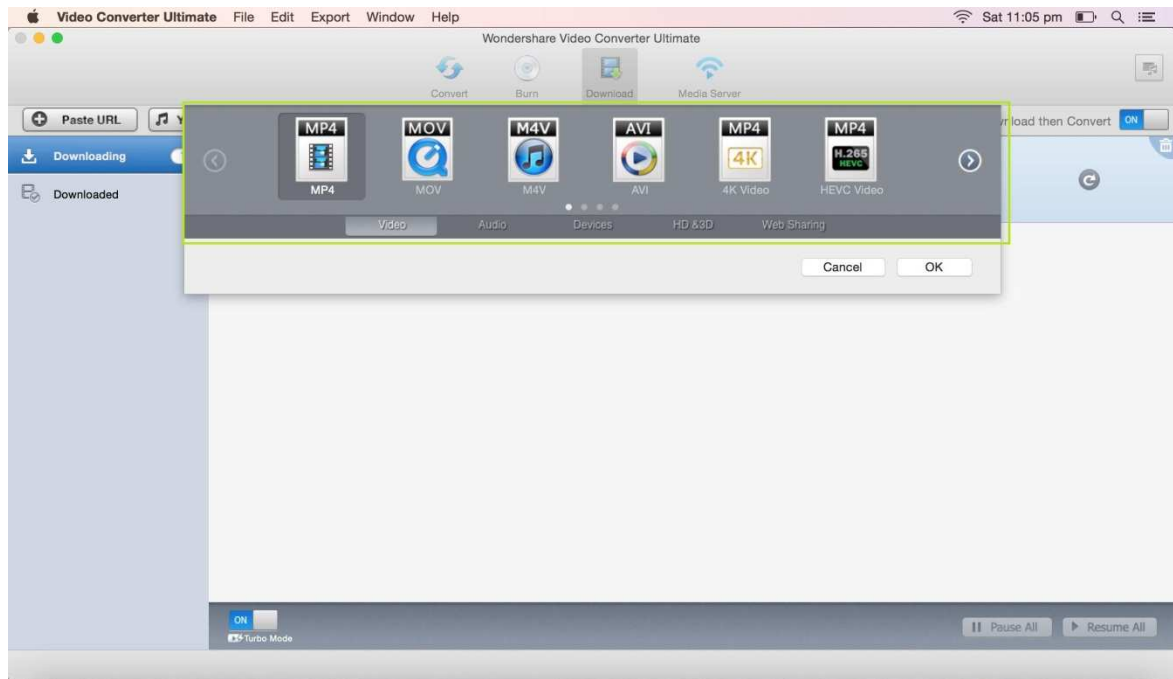 Video Converter Ultimate File Edit Export Window Help Sat 11:05 pm
Wondershare Video Converter Ultimate
Convert Burn Download Media Server
Paste URL load then Convert ON
MP4 MOV M4V AVI MP4 MP4
4K H.265
HEVC
Downloading
MP4 MOV M4V AVI 4K Video HEVC Video
Downloaded
Video Audio Devices HD &3D Web Sharing
Cancel OK
ON
Turbo Mode
Pause All Resume All